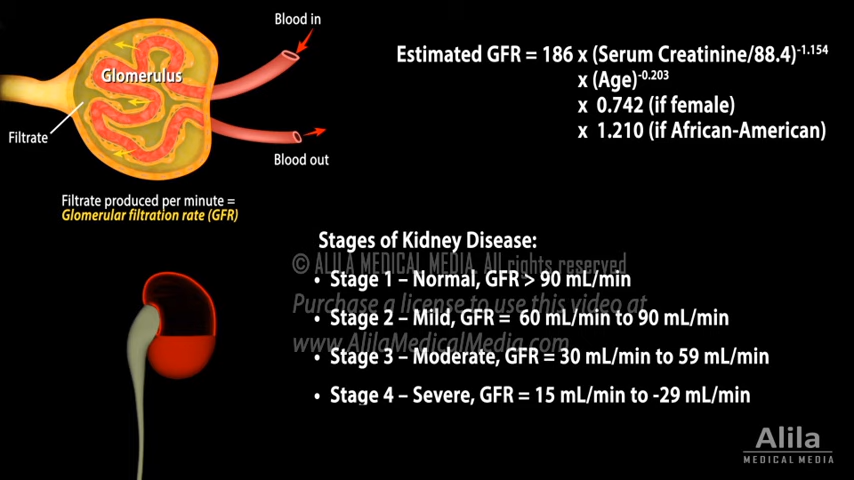 Blood in
Glomerulus
Filtrate
Blood out
Filtrate produced per minute =
Glomerular filtration rate (GFR)
Estimated GFR = 186 x (Serum Creatinine/88.4)-1.154
x (Age)-0.203
x 0.742 (if female)
x 1.210 (if African-American)
Stages of Kidney Disease:
© ALILA MEDICAL MEDIA. All rights reserved
• Stage 1 – Normal, GFR > 90 mL/min
Purchase a license to use this video at
• Stage 2 – Mild, GFR = 60 mL/min to 90 mL/min
www.AlilaMedicalMedia.com
• Stage 3 – Moderate, GFR = 30 mL/min to 59 mL/min
• Stage 4 – Severe, GFR = 15 mL/min to -29 mL/min
Alila
MEDICAL MEDIA